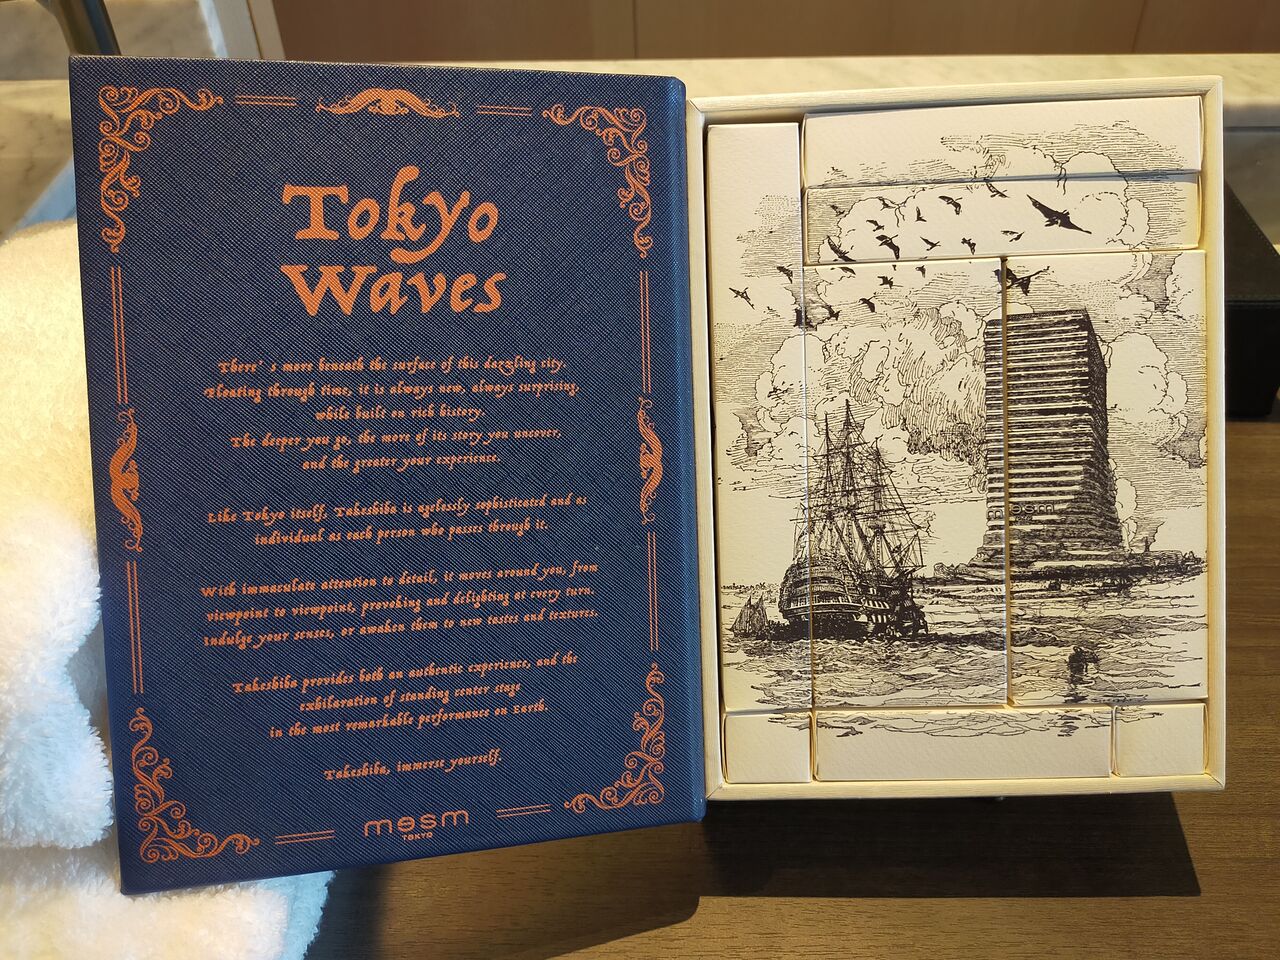 Tokyo
Waves
There's more beneath the surface of this dazzling city.
Floating through time, it is always new, always surprising,
while built on rich history.
The deeper you go, the more of its story you uncover,
and the greater your experience.
Like Tokyo itself, Takeshiba is agelessly sophisticated and as
individual as each person who passes through it.
With immaculate attention to detail, it moves around you, from
viewpoint to viewpoint, provoking and delighting at every turn.
Indulge your senses, or awaken them to new tastes and textures.
Takeshiba provides both an authentic experience, and the
exhilaration of standing center stage
in the most remarkable performance on Earth.
Takeshiba, immerse yourself.
mesm
TOKYO
mesm